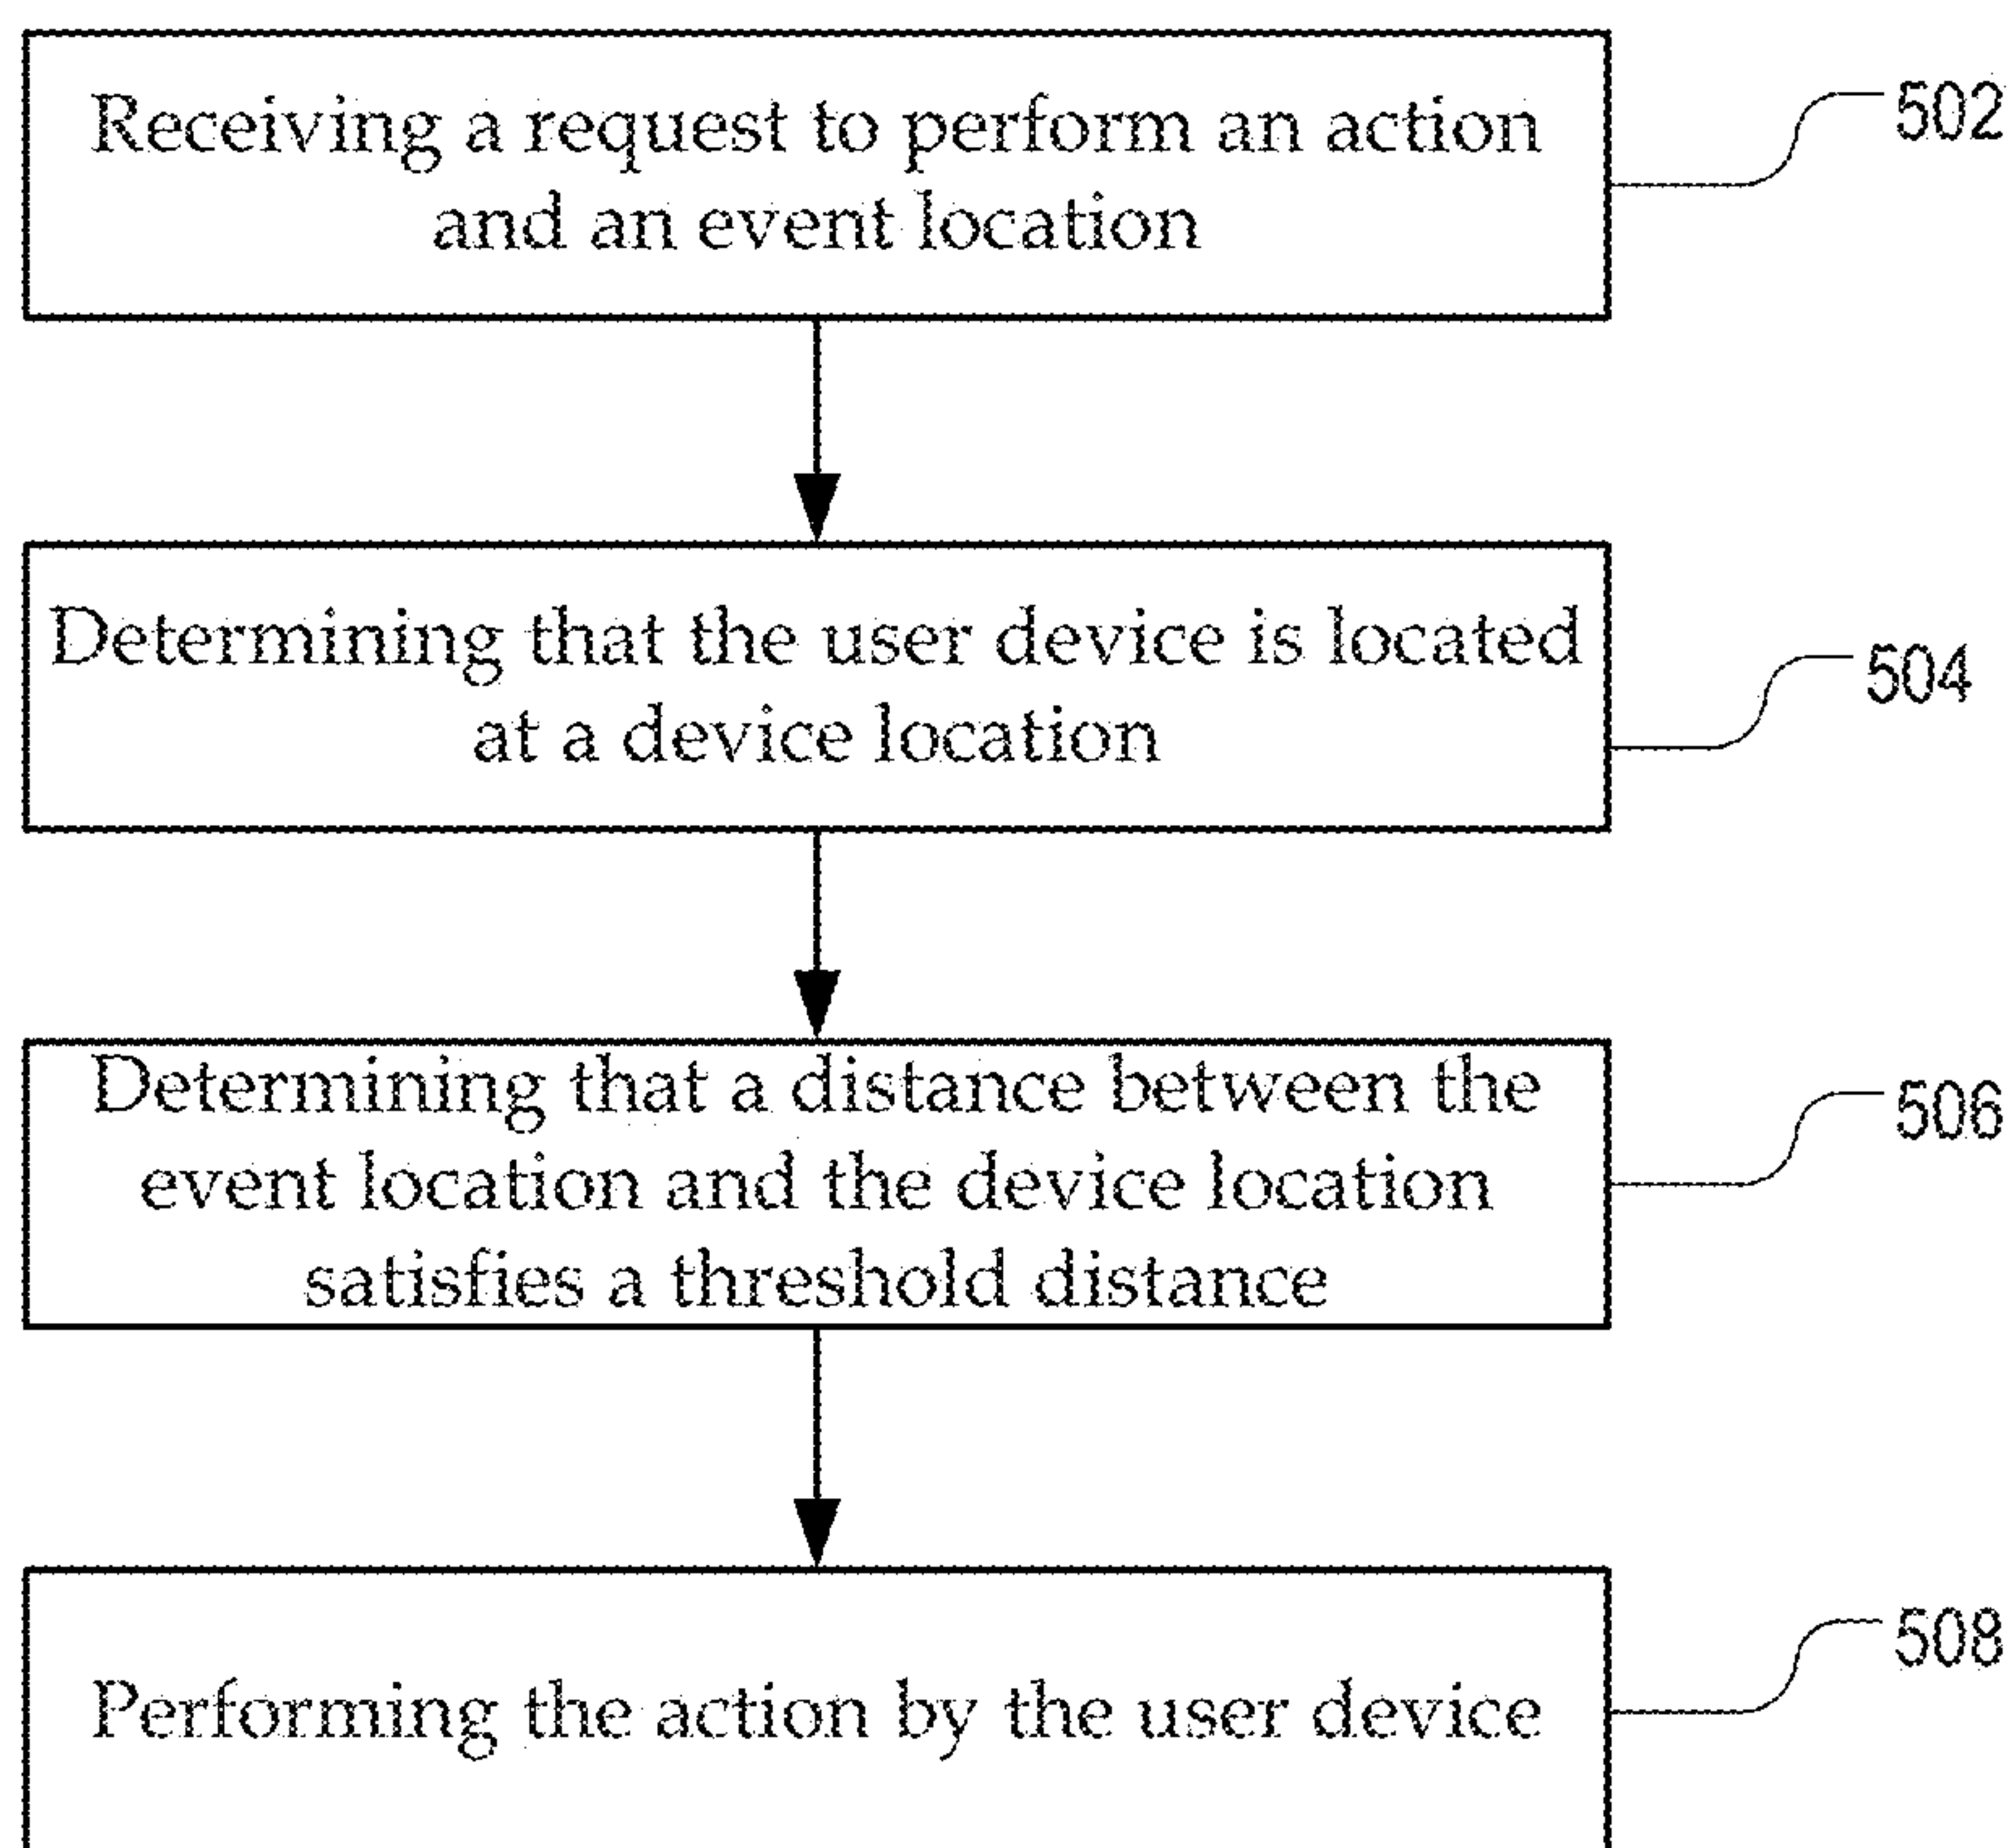 Receiving a request to perform an action
and an event location
502
Determining that the user device is located
at a device location
504
Determining that a distance between the
event location and the device location
satisfies a threshold distance
506
Performing the action by the user device
508